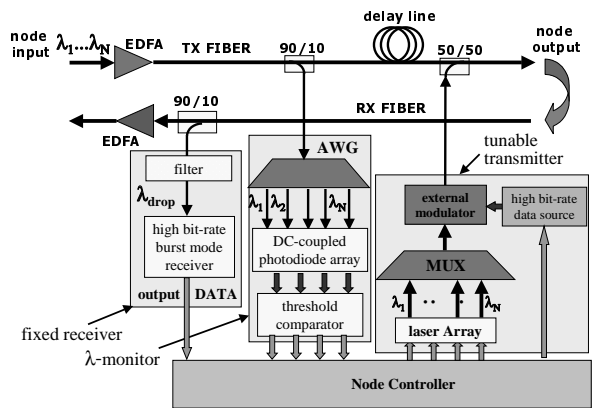 node
input
λ1...λN
EDFA
TX FIBER
90/10
delay line
50/50
node
output
EDFA
90/10
RX FIBER
tunable
transmitter
filter
λdrop
high bit-rate
burst mode
receiver
output DATA
fixed receiver
AWG
λ1 λ2 λN
DC-coupled
photodiode array
threshold
comparator
λ-monitor
external
modulator
high bit-rate
data source
MUX
λ1 .. . λN
laser Array
Node Controller